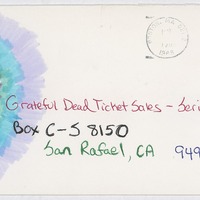 Grateful Dead Ticket Sales - Seri
Box C-S 8150
San Rafael, CA 949